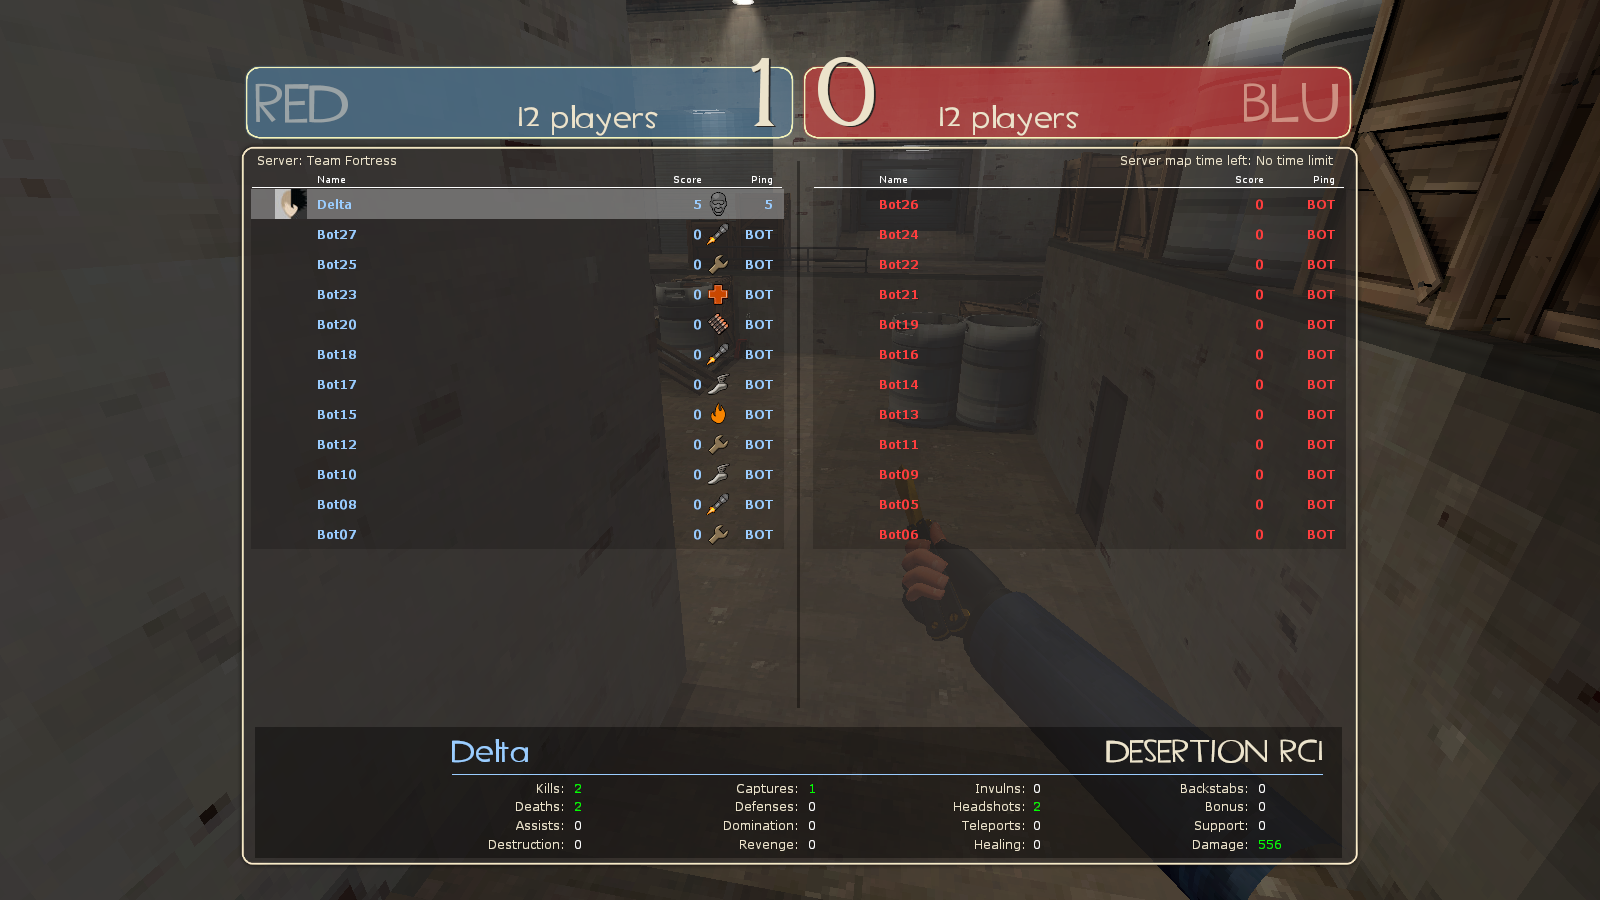 RED 12 players 1
0 12 players BLU
Server: Team Fortress
Server map time left: No time limit
Name Score Ping
Delta 5 5
Bot27 0 BOT
Bot25 0 BOT
Bot23 0 BOT
Bot20 0 BOT
Bot18 0 BOT
Bot17 0 BOT
Bot15 0 BOT
Bot12 0 BOT
Bot10 0 BOT
Bot08 0 BOT
Bot07 0 BOT
Name Score Ping
Bot26 0 BOT
Bot24 0 BOT
Bot22 0 BOT
Bot21 0 BOT
Bot19 0 BOT
Bot16 0 BOT
Bot14 0 BOT
Bot13 0 BOT
Bot11 0 BOT
Bot09 0 BOT
Bot05 0 BOT
Bot06 0 BOT
Delta
DESERTION RC1
Kills: 2 Captures: 1 Invulns: 0 Backstabs: 0
Deaths: 2 Defenses: 0 Headshots: 2 Bonus: 0
Assists: 0 Domination: 0 Teleports: 0 Support: 0
Destruction: 0 Revenge: 0 Healing: 0 Damage: 556